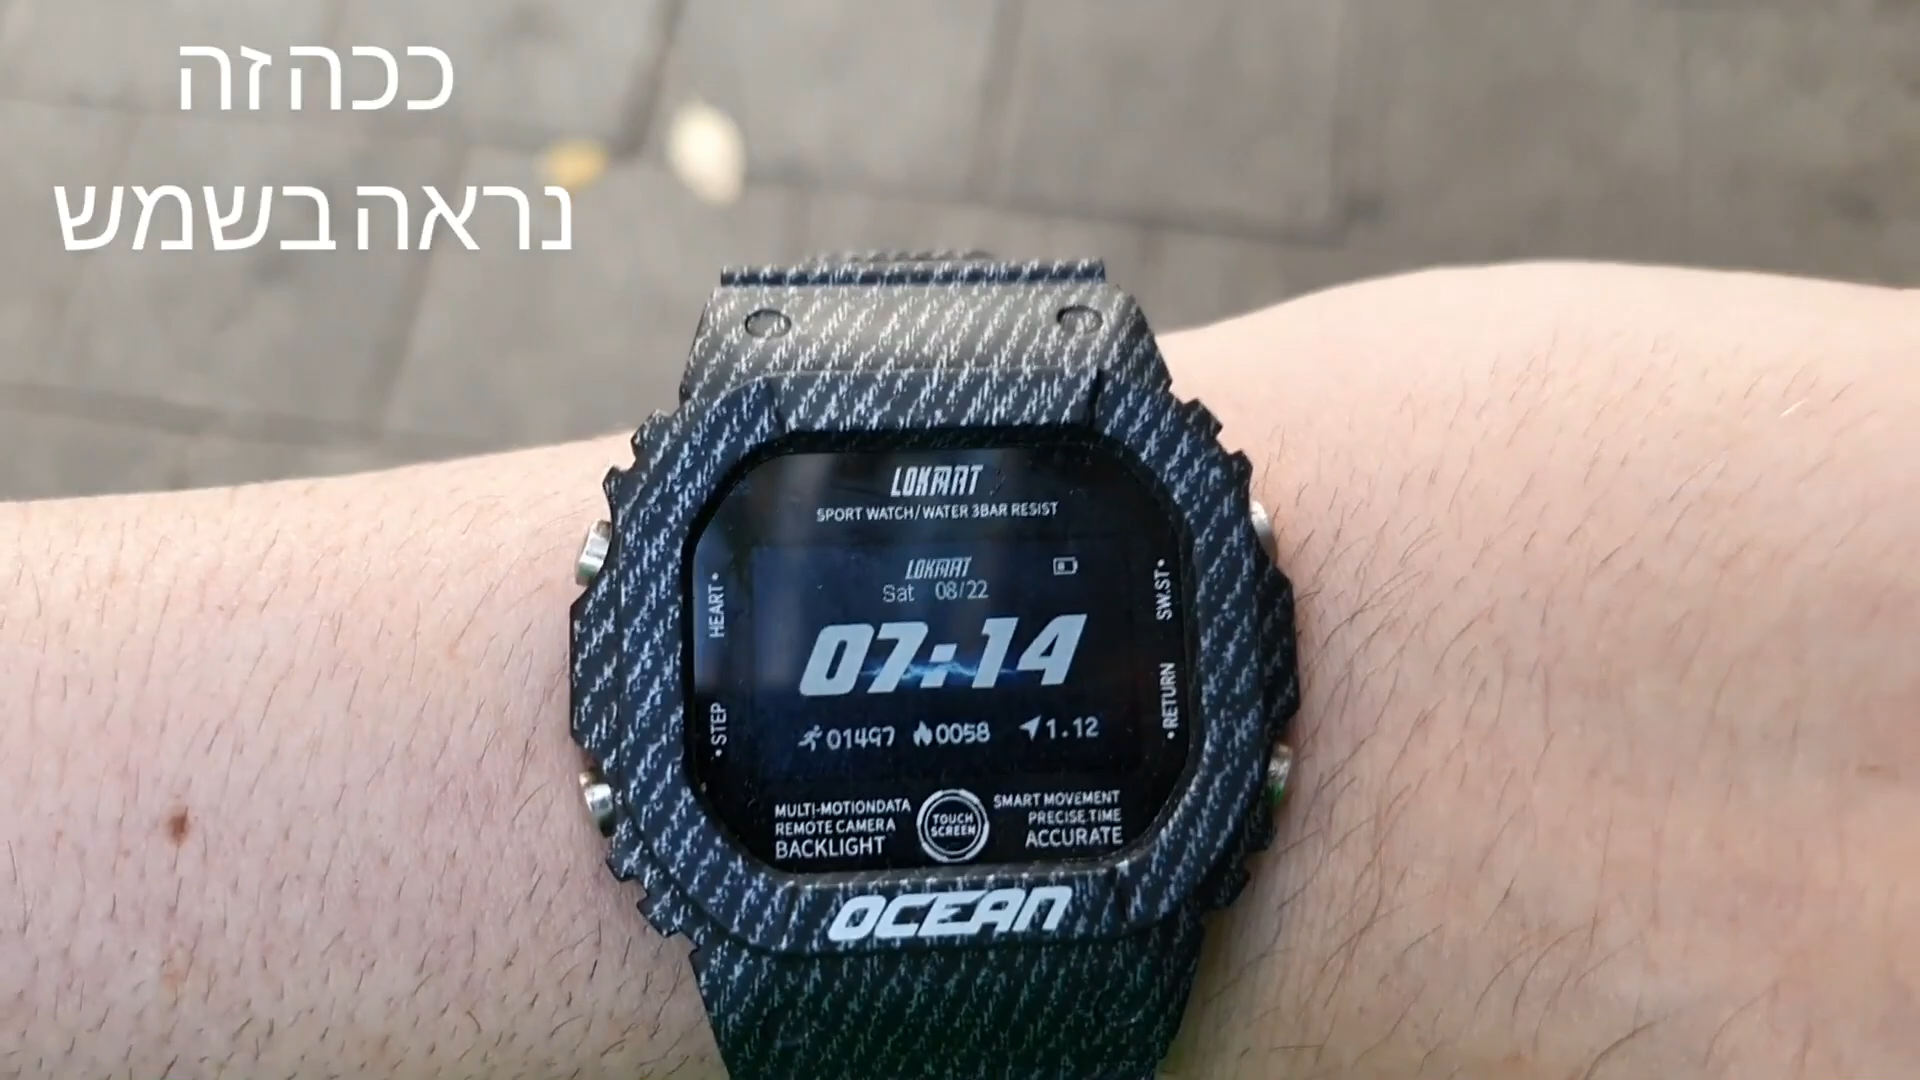 ככה זה
נראה בשמש
LOKMAT
SPORT WATCH/WATER 3BAR RESIST
LOKMAT
Sat 08/22
07:14
01497 0058 1.12
• STEP HEART •
SW.ST•
•RETURN
MULTI-MOTIONDATA
REMOTE CAMERA
BACKLIGHT
TOUCH
SCREEN
SMART MOVEMENT
PRECISE.TIME
ACCURATE
OCEAN